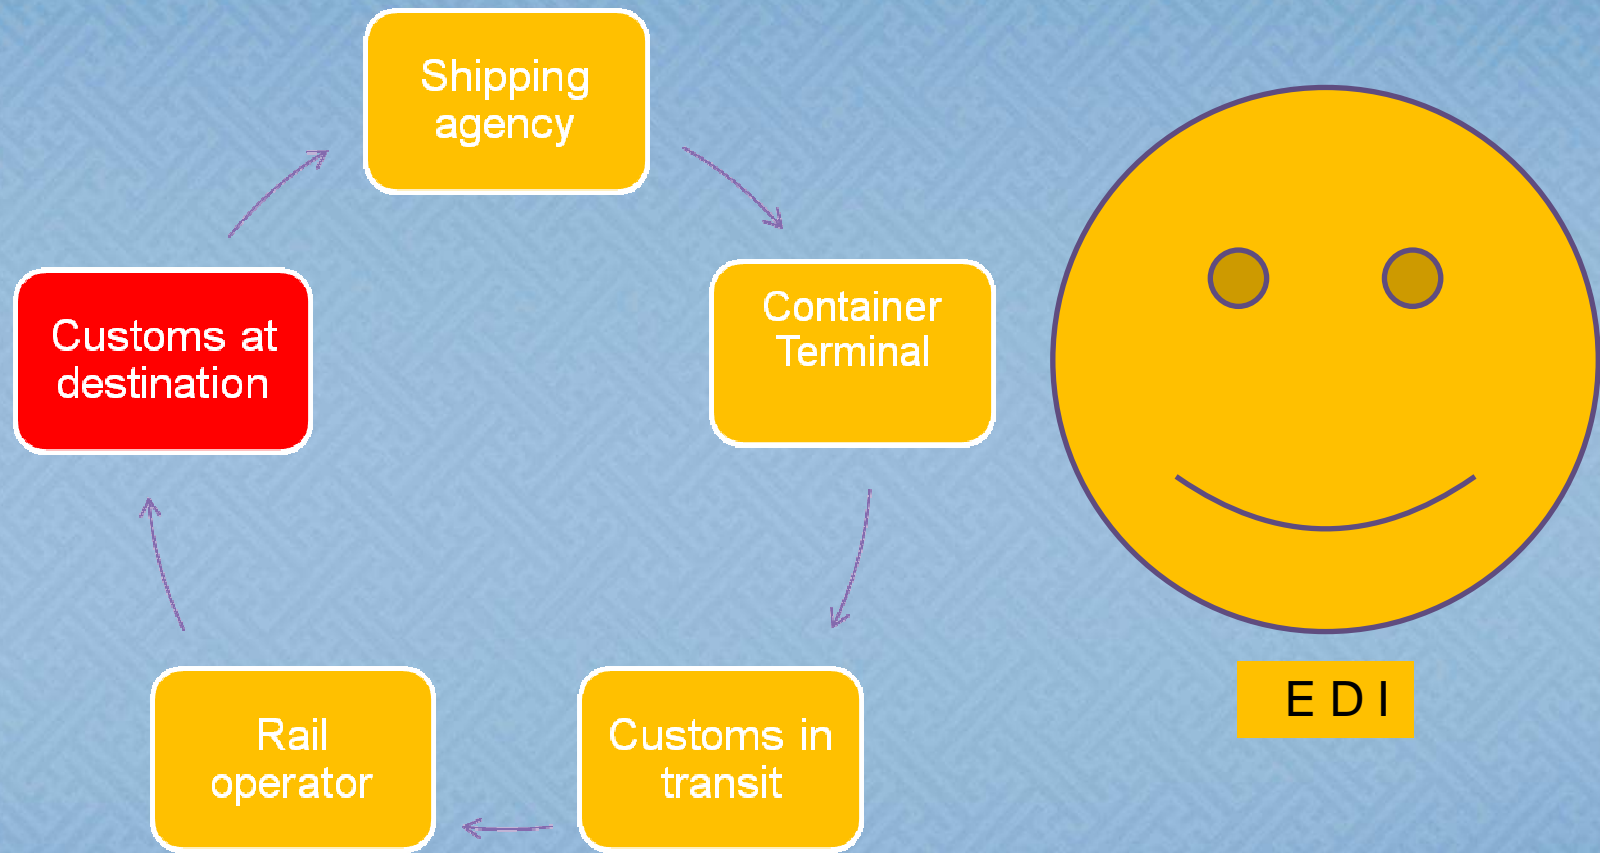 Shipping
agency
Container
Terminal
Customs at
destination
Rail
operator
Customs in
transit
E D I